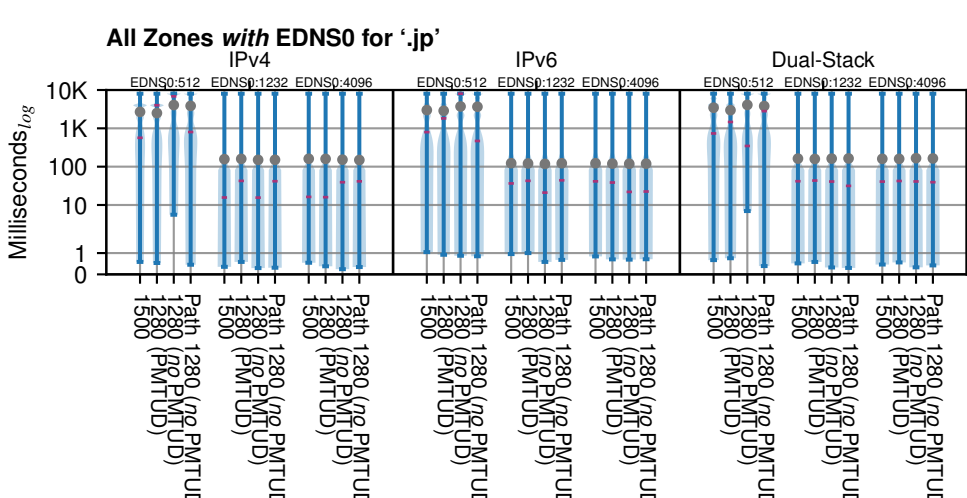 All Zones with EDNS0 for ‘.jp’
IPv4 IPv6 Dual-Stack
EDNS0:512 EDNS0:1232 EDNS0:4096 EDNS0:512 EDNS0:1232 EDNS0:4096 EDNS0:512 EDNS0:1232 EDNS0:4096
10K
1K
100
10
1
0
Milliseconds log
1500
1280 (PMTUD)
1280 (no PMTUD)
Path 1280 (no PMTUD
1500
1280 (PMTUD)
1280 (no PMTUD)
Path 1280 (no PMTUD
1500
1280 (PMTUD)
1280 (no PMTUD)
Path 1280 (no PMTUD
1500
1280 (PMTUD)
1280 (no PMTUD)
Path 1280 (no PMTUD
1500
1280 (PMTUD)
1280 (no PMTUD)
Path 1280 (no PMTUD
1500
1280 (PMTUD)
1280 (no PMTUD)
Path 1280 (no PMTUD
1500
1280 (PMTUD)
1280 (no PMTUD)
Path 1280 (no PMTUD
1500
1280 (PMTUD)
1280 (no PMTUD)
Path 1280 (no PMTUD
1500
1280 (PMTUD)
1280 (no PMTUD)
Path 1280 (no PMTUD